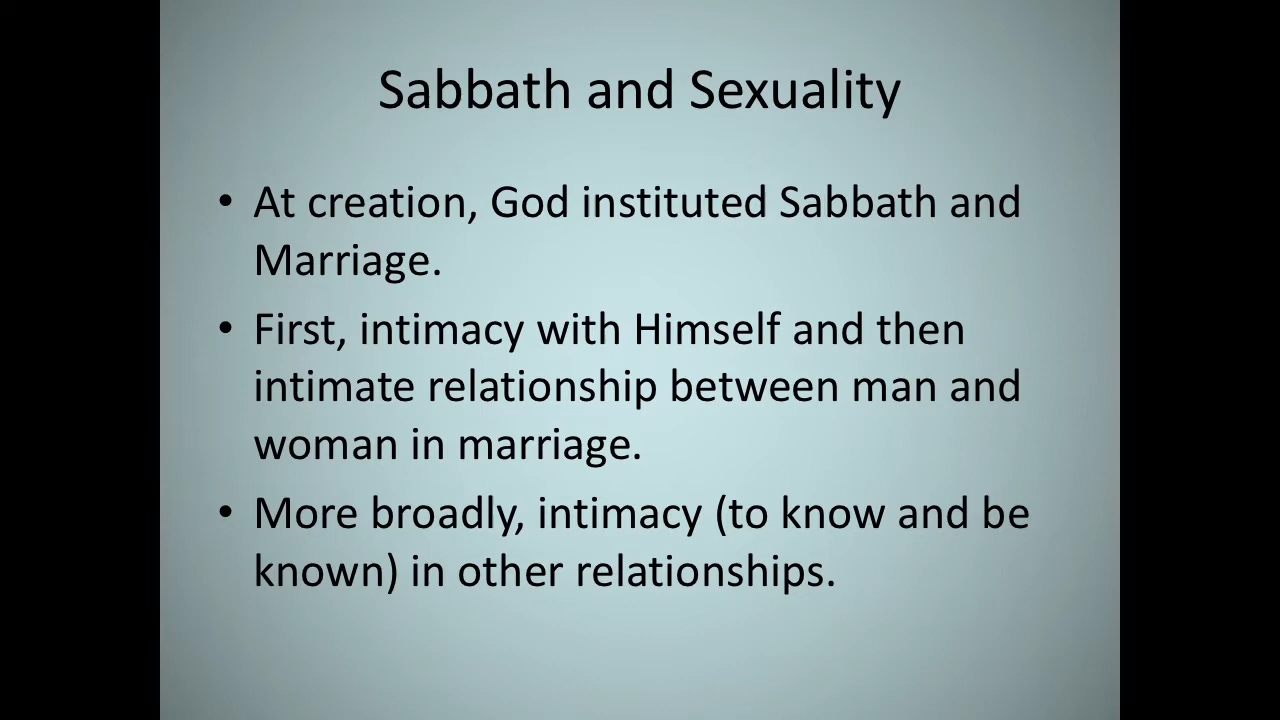 Sabbath and Sexuality
• At creation, God instituted Sabbath and
Marriage.
• First, intimacy with Himself and then
intimate relationship between man and
woman in marriage.
• More broadly, intimacy (to know and be
known) in other relationships.